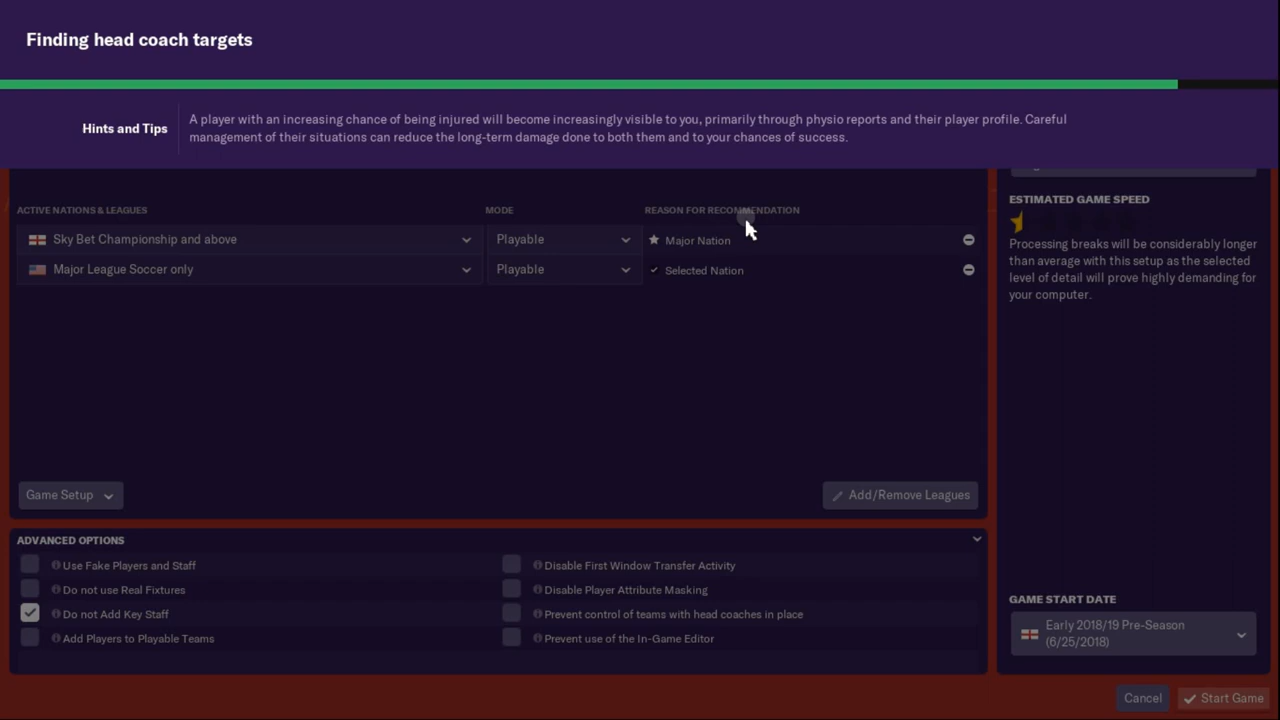 Finding head coach targets
Hints and Tips
A player with an increasing chance of being injured will become increasingly visible to you, primarily through physio reports and their player profile. Careful
management of their situations can reduce the long-term damage done to both them and to your chances of success.
ACTIVE NATIONS & LEAGUES
MODE
REASON FOR RECOMMENDATION
Sky Bet Championship and above
Playable
Major Nation
Major League Soccer only
Playable
Selected Nation
Game Setup
Add/Remove Leagues
ADVANCED OPTIONS
Use Fake Players and Staff
Disable First Window Transfer Activity
Do not use Real Fixtures
Disable Player Attribute Masking
Do not Add Key Staff
Prevent control of teams with head coaches in place
Add Players to Playable Teams
Prevent use of the In-Game Editor
ESTIMATED GAME SPEED
Processing breaks will be considerably longer
than average with this setup as the selected
level of detail will prove highly demanding for
your computer.
GAME START DATE
Early 2018/19 Pre-Season
(6/25/2018)
Cancel
Start Game